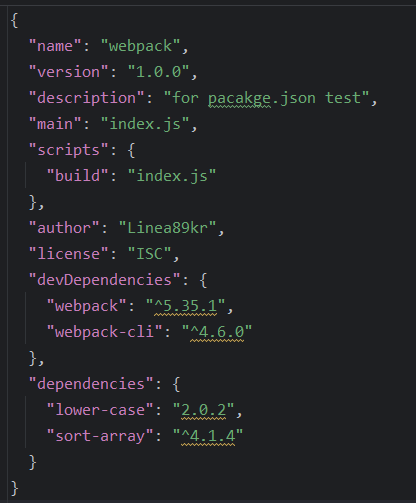 {
  "name": "webpack",
  "version": "1.0.0",
  "description": "for pacakge.json test",
  "main": "index.js",
  "scripts": {
    "build": "index.js"
  },
  "author": "Linea89kr",
  "license": "ISC",
  "devDependencies": {
    "webpack": "^5.35.1",
    "webpack-cli": "^4.6.0"
  },
  "dependencies": {
    "lower-case": "2.0.2",
    "sort-array": "^4.1.4"
  }
}